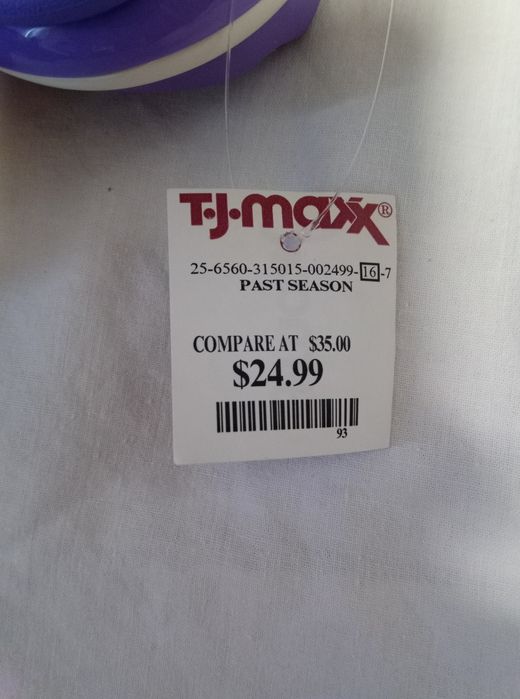 T·J·maxx®
25-6560-315015-002499-16-7
PAST SEASON
COMPARE AT $35.00
$24.99
93